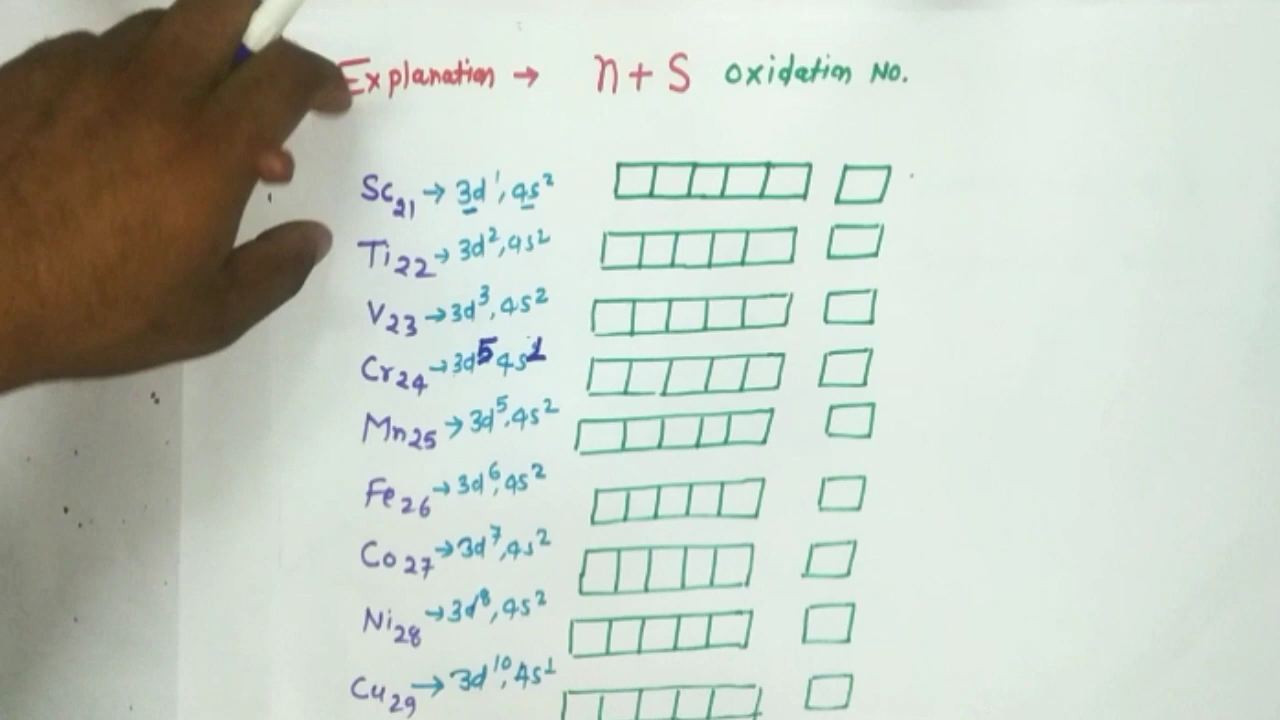 Explanation → n + S oxidation No.
Sc21 → 3d¹, 4s²
Ti22 → 3d², 4s²
V23 → 3d³, 4s²
Cr24 → 3d⁵ 4s¹
Mn25 → 3d⁵, 4s²
Fe26 → 3d⁶, 4s²
Co27 → 3d⁷, 4s²
Ni28 → 3d⁸, 4s²
Cu29 → 3d¹⁰, 4s¹